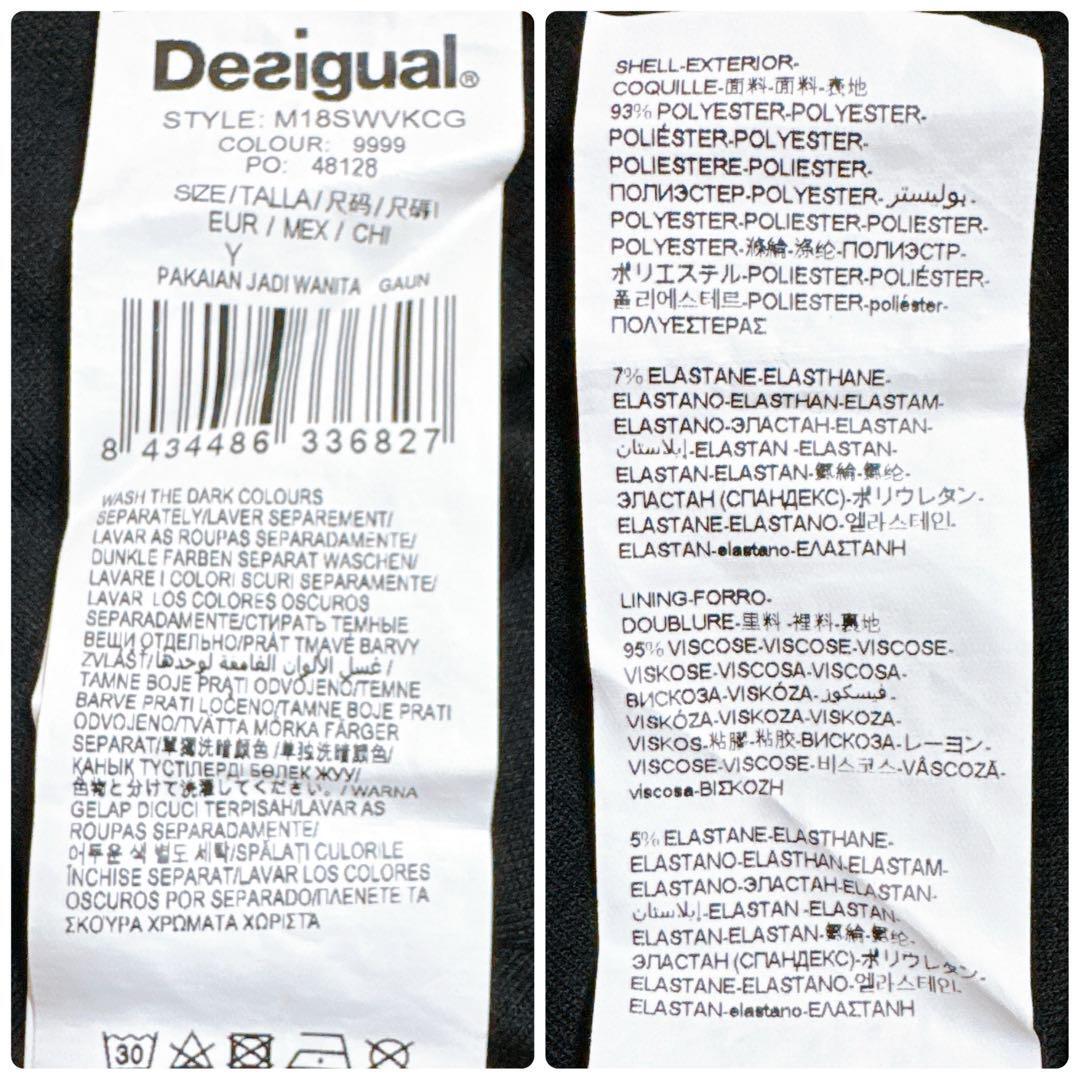 Desigual®
STYLE: M18SWVKCG
COLOUR: 9999
PO: 48128
SIZE/TALLA/尺码/尺碼
EUR / MEX / CHI
Y
PAKAIAN JADI WANITA GAUN
8 434486 336827
WASH THE DARK COLOURS
SEPARATELY/LAVER SEPAREMENT/
LAVAR AS ROUPAS SEPARADAMENTE/
DUNKLE FARBEN SEPARAT WASCHEN/
LAVARE I COLORI SCURI SEPARAMENTE/
LAVAR LOS COLORES OSCUROS
SEPARADAMENTE/СТИРАТЬ ТЕМНЫЕ
ВЕЩИ ОТДЕЛЬНО/PRÁT TMAVÉ BARVY
ZVLÁŠŤ/غسل الألوان الغامعة لوحدها/
TAMNE BOJE PRATI ODVOJENO/TEMNE
BARVE PRATI LOČENO/TAMNE BOJE PRATI
ODVOJENO/TVÄTTA MÖRKA FÄRGER
SEPARAT/單獨洗暗顏色/单独洗暗颜色/
ҚАНЫҚ ТҮСТІЛЕРДІ БӨЛЕК ЖУУ/
色物と分けて洗濯してください。/WARNA
GELAP DICUCI TERPISAH/LAVAR AS
ROUPAS SEPARADAMENTE/
어두운 색 별도 세탁/SPĂLAȚI CULORILE
ÎNCHISE SEPARAT/LAVAR LOS COLORES
OSCUROS POR SEPARADO/ΠΛΕΝΕΤΕ ΤΑ
ΣΚΟΥΡΑ ΧΡΩΜΑΤΑ ΧΩΡΙΣΤΑ
30
SHELL-EXTERIOR-
COQUILLE-面料-面料-表地
93% POLYESTER-POLYESTER-
POLIÉSTER-POLYESTER-
POLIESTERE-POLIESTER-
ПОЛИЭСТЕР-POLYESTER-بوليستر-
POLYESTER-POLIESTER-POLIESTER-
POLYESTER-滌綸-涤纶-ПОЛИЭСТР-
ポリエステル-POLIESTER-POLIÉSTER-
폴리에스테르-POLIESTER-poliéster-
ΠΟΛΥΕΣΤΕΡΑΣ
7% ELASTANE-ELASTHANE-
ELASTANO-ELASTHAN-ELASTAM-
ELASTANO-ЭЛАСТАН-ELASTAN-
إيلاستان-ELASTAN -ELASTAN-
ELASTAN-ELASTAN-氨綸-氨纶-
ЭЛАСТАН (СПАНДЕКС)-ポリウレタン-
ELASTANE-ELASTANO-엘라스테인-
ELASTAN-elastano-ΕΛΑΣΤΑΝΗ
LINING-FORRO-
DOUBLURE-里料-裡料-裏地
95% VISCOSE-VISCOSE-VISCOSE-
VISKOSE-VISCOSA-VISCOSA-
ВИСКОЗА-VISKÓZA-فيسكوز-
VISKÓZA-VISKOZA-VISKOZA-
VISKOS-粘膠-粘胶-ВИСКОЗА-レーヨン-
VISCOSE-VISCOSE-비스코스-VÂSCOZĂ-
viscosa-ΒΙΣΚΟΖΗ
5% ELASTANE-ELASTHANE-
ELASTANO-ELASTHAN-ELASTAM-
ELASTANO-ЭЛАСТАН-ELASTAN-
إيلاستان-ELASTAN -ELASTAN-
ELASTAN-ELASTAN-氨綸-氨纶-
ЭЛАСТАН (СПАНДЕКС)-ポリウレタン-
ELASTANE-ELASTANO-엘라스테인-
ELASTAN-elastano-ΕΛΑΣΤΑΝΗ